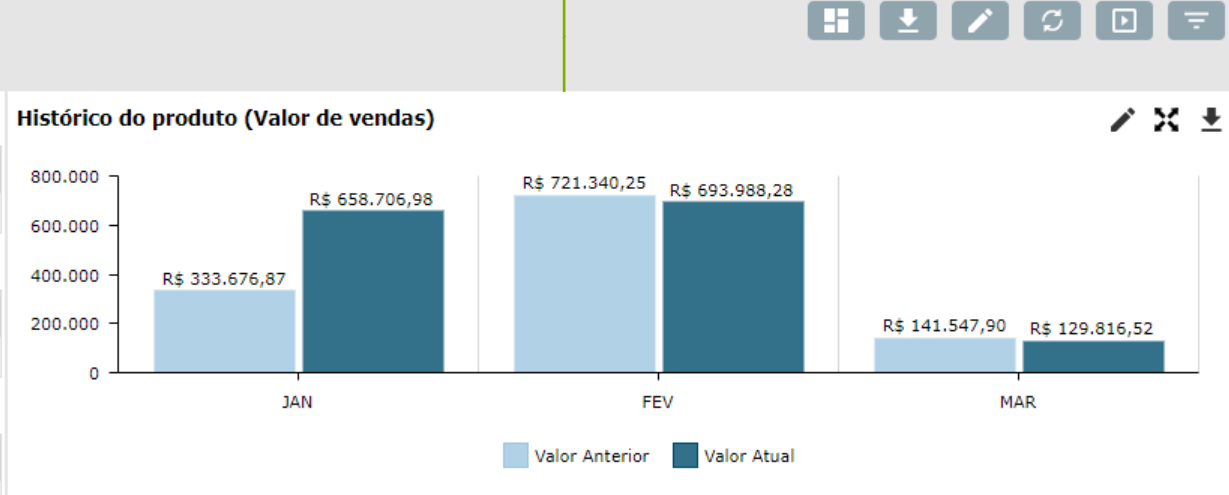 Histórico do produto (Valor de vendas)
800.000
600.000
400.000
200.000
0
R$ 333.676,87
R$ 658.706,98
R$ 721.340,25
R$ 693.988,28
R$ 141.547,90
R$ 129.816,52
JAN
FEV
MAR
Valor Anterior
Valor Atual